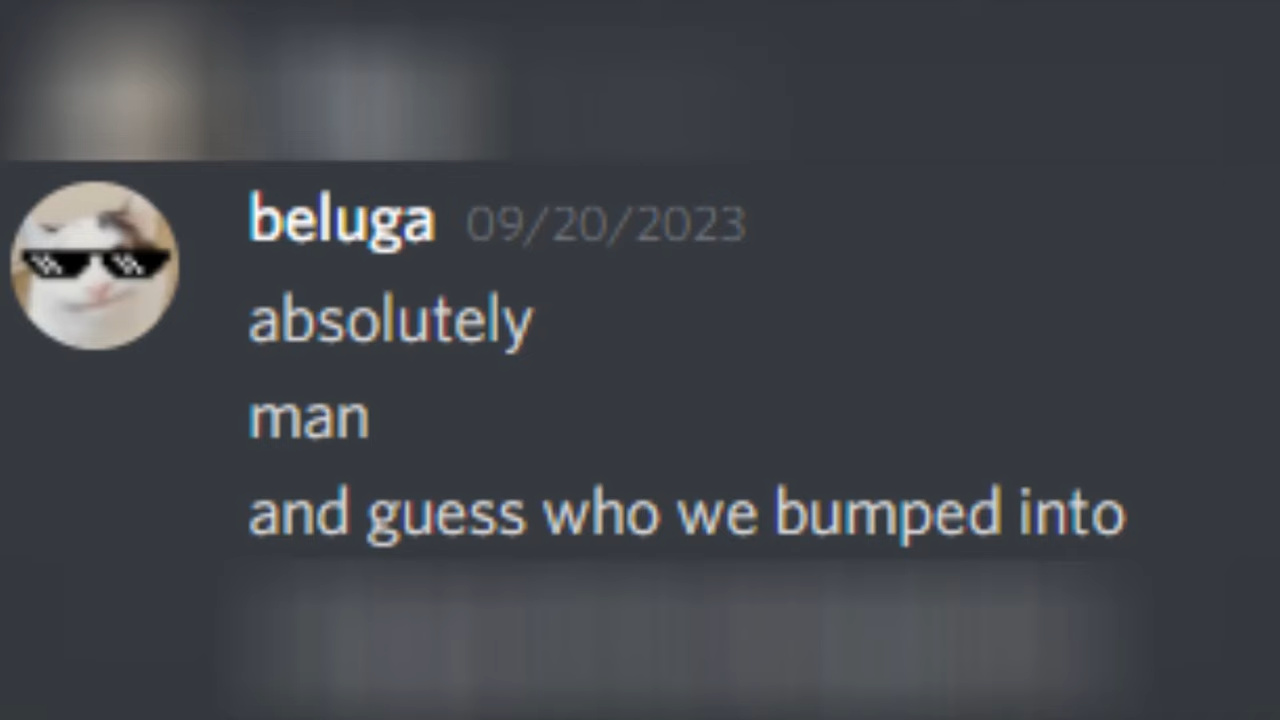 beluga 09/20/2023
absolutely
man
and guess who we bumped into